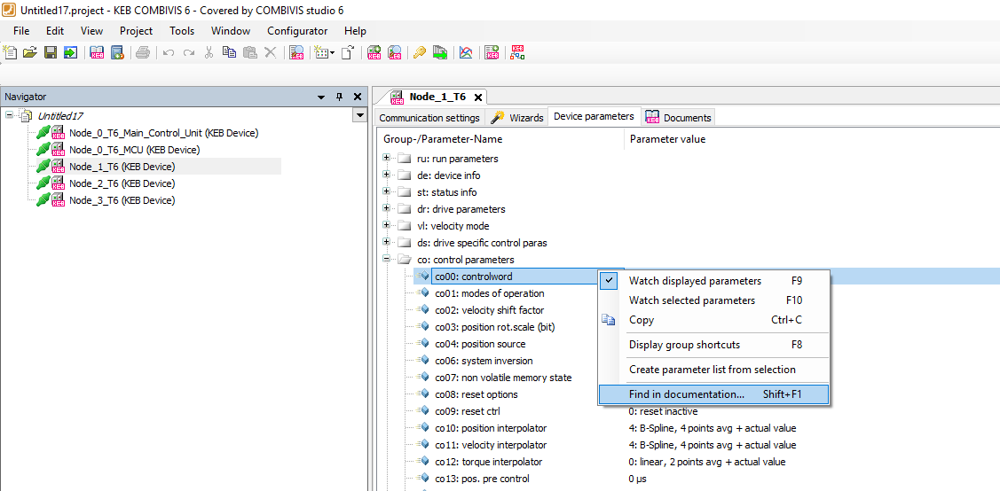 Untitled17.project - KEB COMBIVIS 6 - Covered by COMBIVIS studio 6
File Edit View Project Tools Window Configurator Help
Navigator
Untitled17
Node_0_T6_Main_Control_Unit (KEB Device)
Node_0_T6_MCU (KEB Device)
Node_1_T6 (KEB Device)
Node_2_T6 (KEB Device)
Node_3_T6 (KEB Device)
Node_1_T6
Communication settings Wizards Device parameters Documents
Group-/Parameter-Name Parameter value
ru: run parameters
de: device info
st: status info
dr: drive parameters
vl: velocity mode
ds: drive specific control paras
co: control parameters
co00: controlword
co01: modes of operation
co02: velocity shift factor
co03: position rot.scale (bit)
co04: position source
co06: system inversion
co07: non volatile memory state
co08: reset options
co09: reset ctrl 0: reset inactive
co10: position interpolator 4: B-Spline, 4 points avg + actual value
co11: velocity interpolator 4: B-Spline, 4 points avg + actual value
co12: torque interpolator 0: linear, 2 points avg + actual value
co13: pos. pre control 0 µs
Watch displayed parameters F9
Watch selected parameters F10
Copy Ctrl+C
Display group shortcuts F8
Create parameter list from selection
Find in documentation... Shift+F1